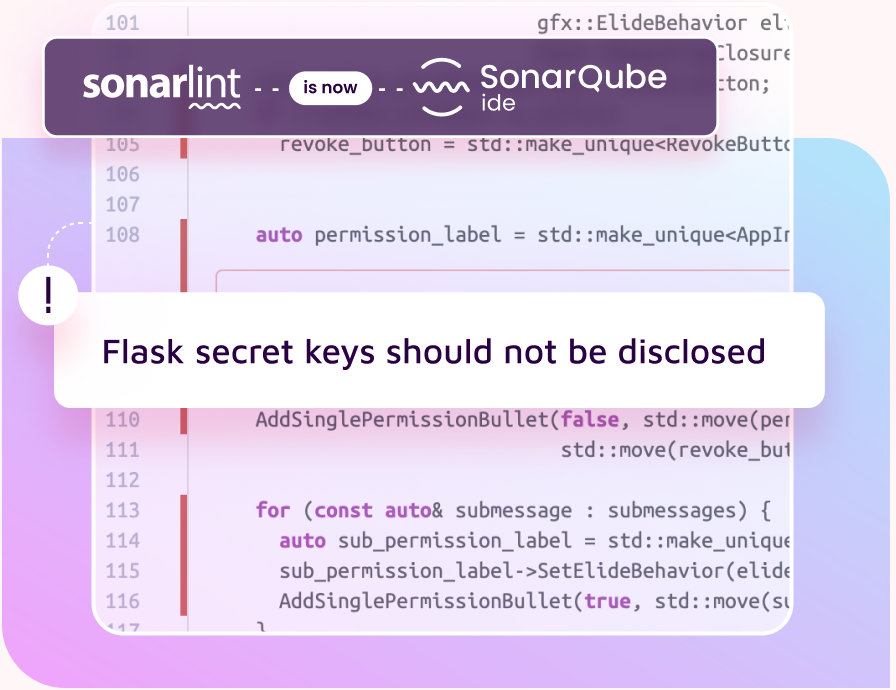 101 gfx::ElideBehavior
Closure
sonarlint -- is now -- SonarQube
ide
tton;
105 revoke_button = std::make_unique<RevokeButt
106
107
108 auto permission_label = std::make_unique<AppIn
!
Flask secret keys should not be disclosed
110 AddSinglePermissionBullet(false, std::move(per
111 std::move(revoke_but
112
113 for (const auto& submessage : submessages) {
114 auto sub_permission_label = std::make_unique
115 sub_permission_label->SetElideBehavior(elide
116 AddSinglePermissionBullet(true, std::move(su
117 }